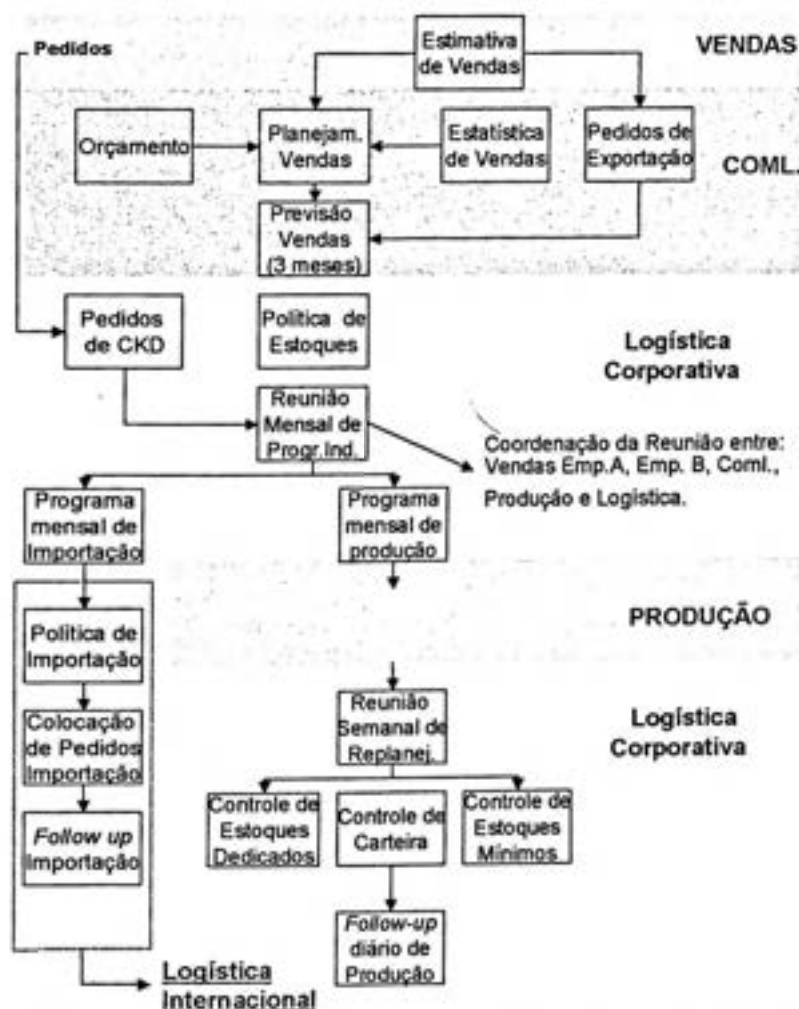 Pedidos
Estimativa
de Vendas
VENDAS
Orçamento
Planejam.
Vendas
Estatística
de Vendas
Pedidos de
Exportação
COML.
Previsão
Vendas
(3 meses)
Pedidos
de CKD
Política de
Estoques
Logística
Corporativa
Reunião
Mensal de
Progr.Ind.
Coordenação da Reunião entre:
Vendas Emp.A, Emp. B, Coml.,
Produção e Logística.
Programa
mensal de
Importação
Programa
mensal de
produção
PRODUÇÃO
Política de
Importação
Colocação
de Pedidos
Importação
Follow up
Importação
Reunião
Semanal de
Replanej.
Logística
Corporativa
Controle de
Estoques
Dedicados
Controle de
Carteira
Controle de
Estoques
Mínimos
Follow-up
diário de
Produção
Logística
Internacional